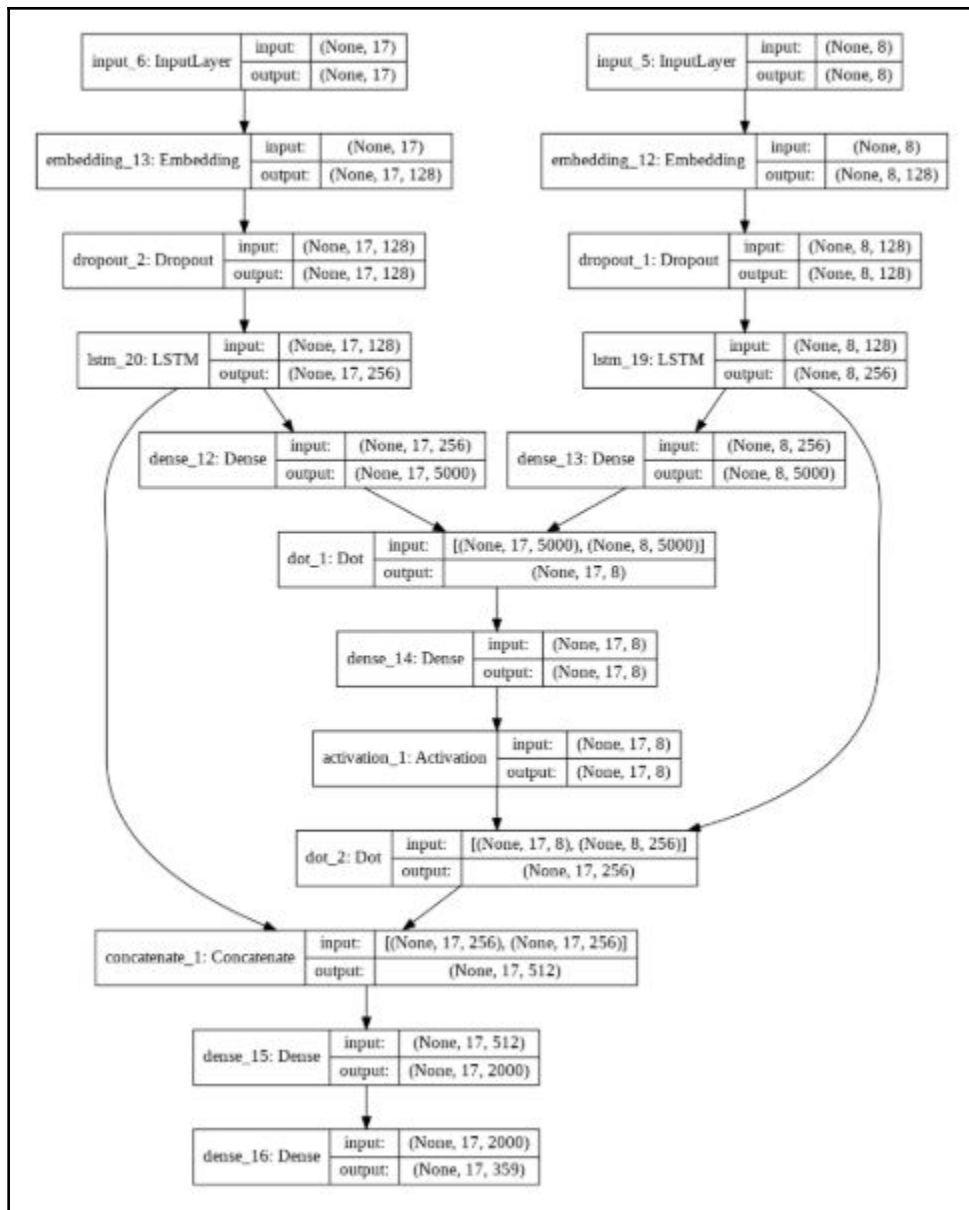 input_6: InputLayer input: (None, 17)
output: (None, 17)
input_5: InputLayer input: (None, 8)
output: (None, 8)
embedding_13: Embedding input: (None, 17)
output: (None, 17, 128)
embedding_12: Embedding input: (None, 8)
output: (None, 8, 128)
dropout_2: Dropout input: (None, 17, 128)
output: (None, 17, 128)
dropout_1: Dropout input: (None, 8, 128)
output: (None, 8, 128)
lstm_20: LSTM input: (None, 17, 128)
output: (None, 17, 256)
lstm_19: LSTM input: (None, 8, 128)
output: (None, 8, 256)
dense_12: Dense input: (None, 17, 256)
output: (None, 17, 5000)
dense_13: Dense input: (None, 8, 256)
output: (None, 8, 5000)
dot_1: Dot input: [(None, 17, 5000), (None, 8, 5000)]
output: (None, 17, 8)
dense_14: Dense input: (None, 17, 8)
output: (None, 17, 8)
activation_1: Activation input: (None, 17, 8)
output: (None, 17, 8)
dot_2: Dot input: [(None, 17, 8), (None, 8, 256)]
output: (None, 17, 256)
concatenate_1: Concatenate input: [(None, 17, 256), (None, 17, 256)]
output: (None, 17, 512)
dense_15: Dense input: (None, 17, 512)
output: (None, 17, 2000)
dense_16: Dense input: (None, 17, 2000)
output: (None, 17, 359)